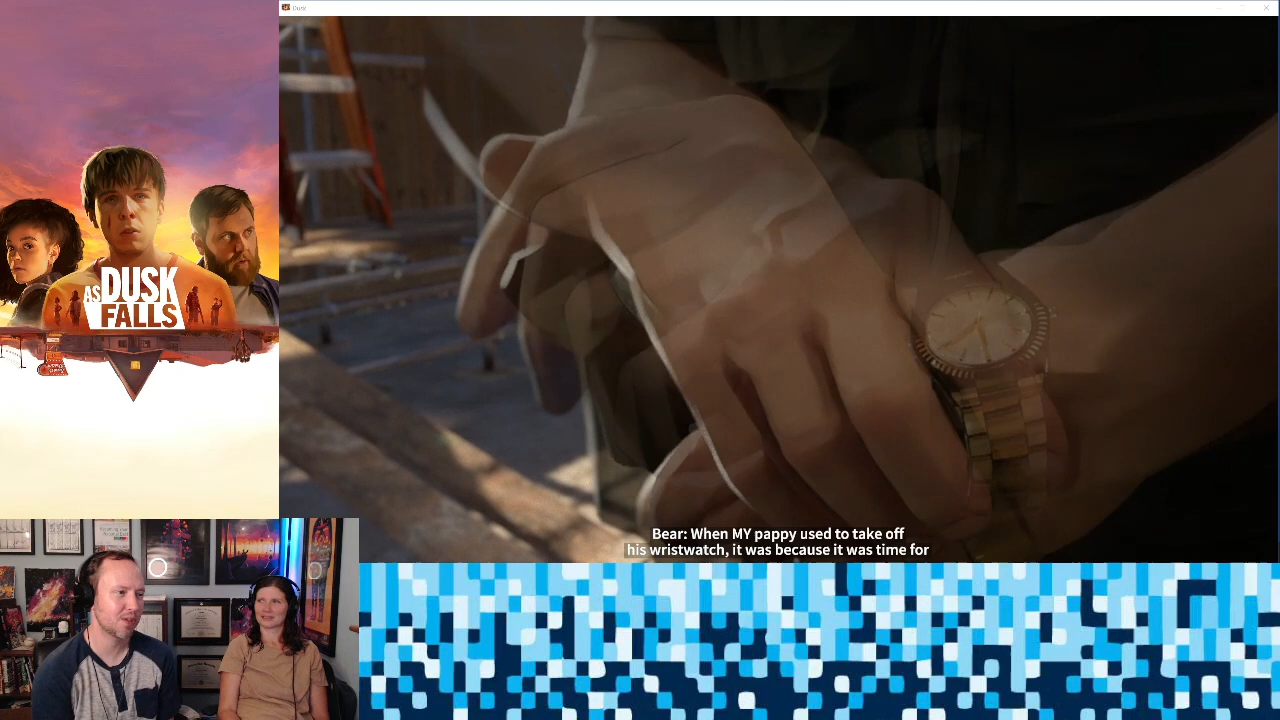 Dusk
AS DUSK
FALLS
Bear: When MY pappy used to take off
his wristwatch, it was because it was time for